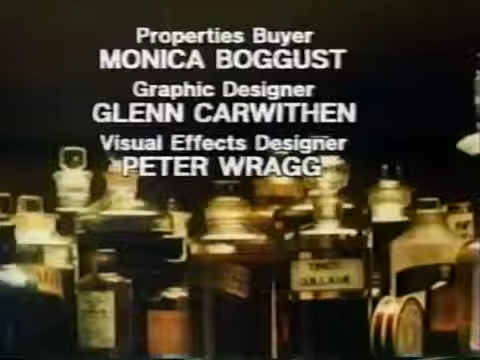 Properties Buyer
MONICA BOGGUST
Graphic Designer
GLENN CARWITHEN
Visual Effects Designer
PETER WRAGG